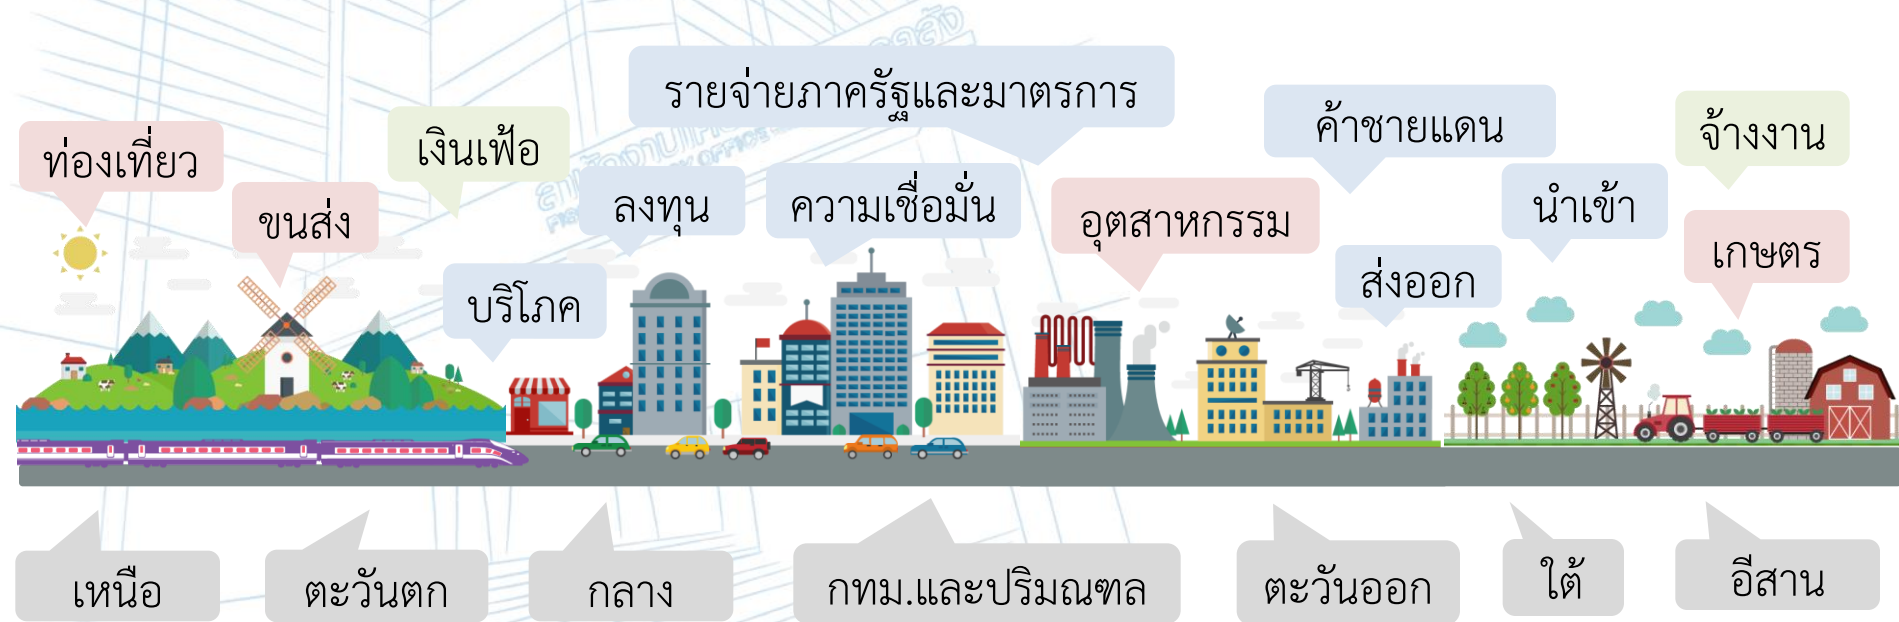 รายจ่ายภาครัฐและมาตรการ
ท่องเที่ยว
เงินเฟ้อ
ค้าชายแดน
จ้างงาน
ขนส่ง
ลงทุน
ความเชื่อมั่น
อุตสาหกรรม
นำเข้า
เกษตร
บริโภค
ส่งออก
เหนือ
ตะวันตก
กลาง
กทม.และปริมณฑล
ตะวันออก
ใต้
อีสาน